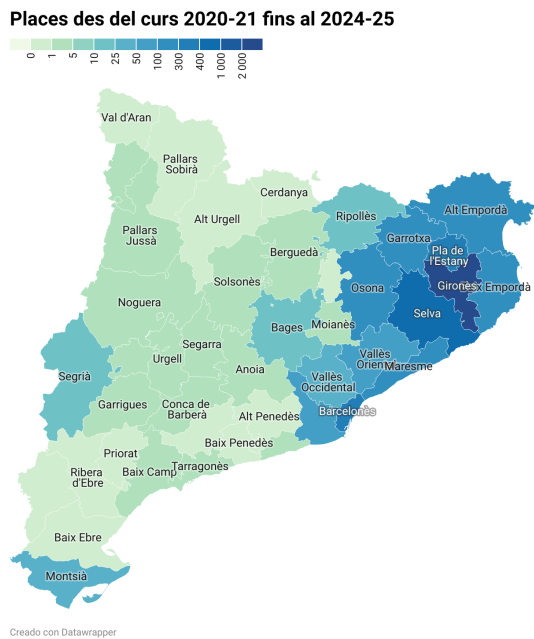 Places des del curs 2020-21 fins al 2024-25
0
1
5
10
25
50
100
300
400
1 000
2 000
Val d'Aran
Pallars
Sobirà
Cerdanya
Alt Urgell
Ripollès
Alt Empordà
Pallars
Jussà
Garrotxa
Berguedà
Pla de
l'Estany
Solsonès
Osona
Gironès
Baix Empordà
Noguera
Selva
Bages
Moianès
Segarra
Urgell
Vallès
Oriental
Maresme
Anoia
Segrià
Vallès
Occidental
Garrigues
Conca de
Barberà
Alt Penedès
Barcelonès
Baix Penedès
Priorat
Baix Camp
Tarragonès
Ribera
d'Ebre
Baix Ebre
Montsià
Creado con Datawrapper